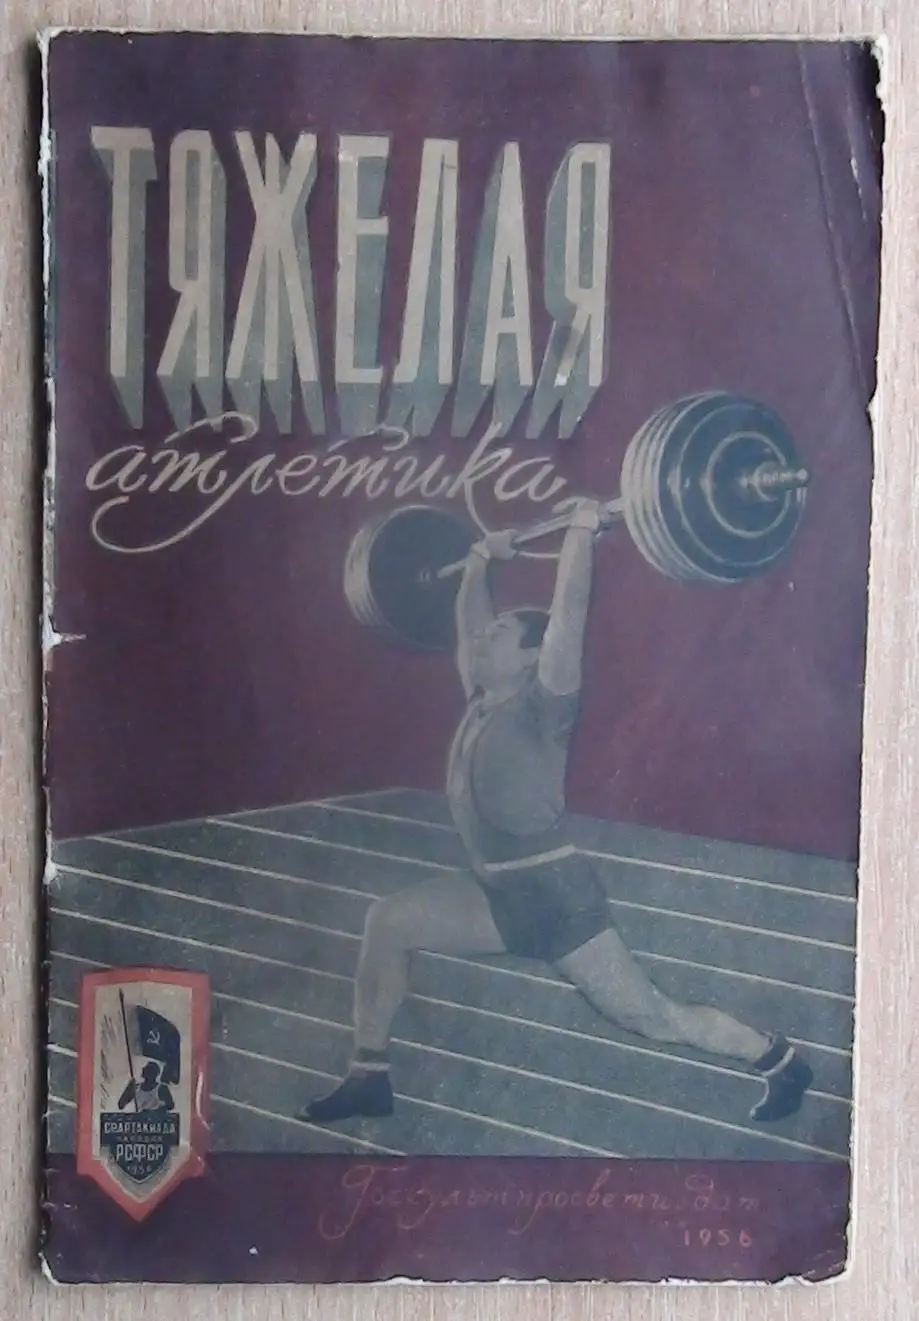 ТЯЖЕЛАЯ
атлетика
СПАРТАКИАДА
НАРОДОВ
РСФСР
1956
Госкультпросветиздат
1956